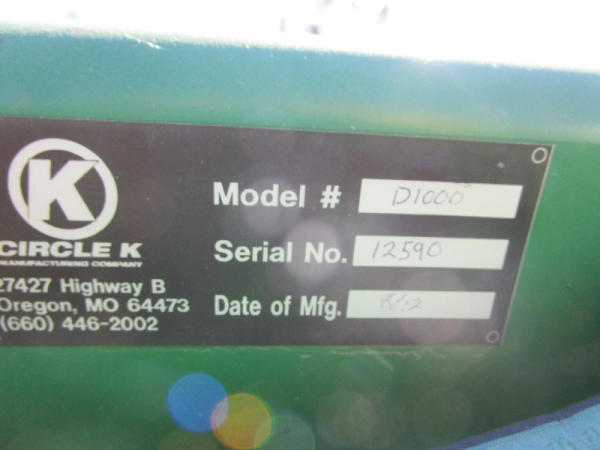 K
CIRCLE K
MANUFACTURING COMPANY
27427 Highway B
Oregon, MO 64473
(660) 446-2002
Model # D1000
Serial No. 12590
Date of Mfg.